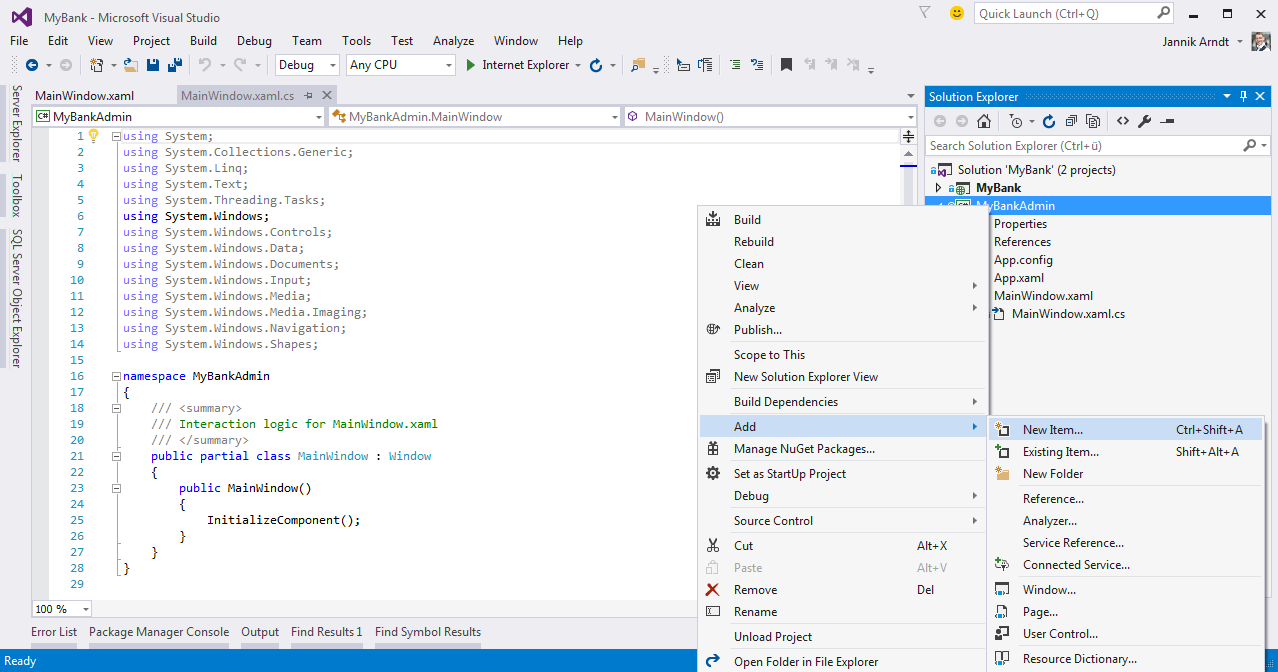 MyBank - Microsoft Visual Studio
Quick Launch (Ctrl+Q)
File Edit View Project Build Debug Team Tools Test Analyze Window Help
Jannik Arndt
Debug Any CPU Internet Explorer
Server Explorer
Toolbox
SQL Server Object Explorer
MainWindow.xaml MainWindow.xaml.cs
C# MyBankAdmin MyBankAdmin.MainWindow MainWindow()
1 using System;
2 using System.Collections.Generic;
3 using System.Linq;
4 using System.Text;
5 using System.Threading.Tasks;
6 using System.Windows;
7 using System.Windows.Controls;
8 using System.Windows.Data;
9 using System.Windows.Documents;
10 using System.Windows.Input;
11 using System.Windows.Media;
12 using System.Windows.Media.Imaging;
13 using System.Windows.Navigation;
14 using System.Windows.Shapes;
15
16 namespace MyBankAdmin
17 {
18 /// <summary>
19 /// Interaction logic for MainWindow.xaml
20 /// </summary>
21 public partial class MainWindow : Window
22 {
23 public MainWindow()
24 {
25 InitializeComponent();
26 }
27 }
28 }
29
100 %
Error List Package Manager Console Output Find Results 1 Find Symbol Results
Ready
Solution Explorer
Search Solution Explorer (Ctrl+ü)
Solution 'MyBank' (2 projects)
MyBank
MyBankAdmin
Properties
References
App.config
App.xaml
MainWindow.xaml
MainWindow.xaml.cs
Build
Rebuild
Clean
View
Analyze
Publish...
Scope to This
New Solution Explorer View
Build Dependencies
Add
Manage NuGet Packages...
Set as StartUp Project
Debug
Source Control
Cut Alt+X
Paste Alt+V
Remove Del
Rename
Unload Project
Open Folder in File Explorer
New Item... Ctrl+Shift+A
Existing Item... Shift+Alt+A
New Folder
Reference...
Analyzer...
Service Reference...
Connected Service...
Window...
Page...
User Control...
Resource Dictionary...